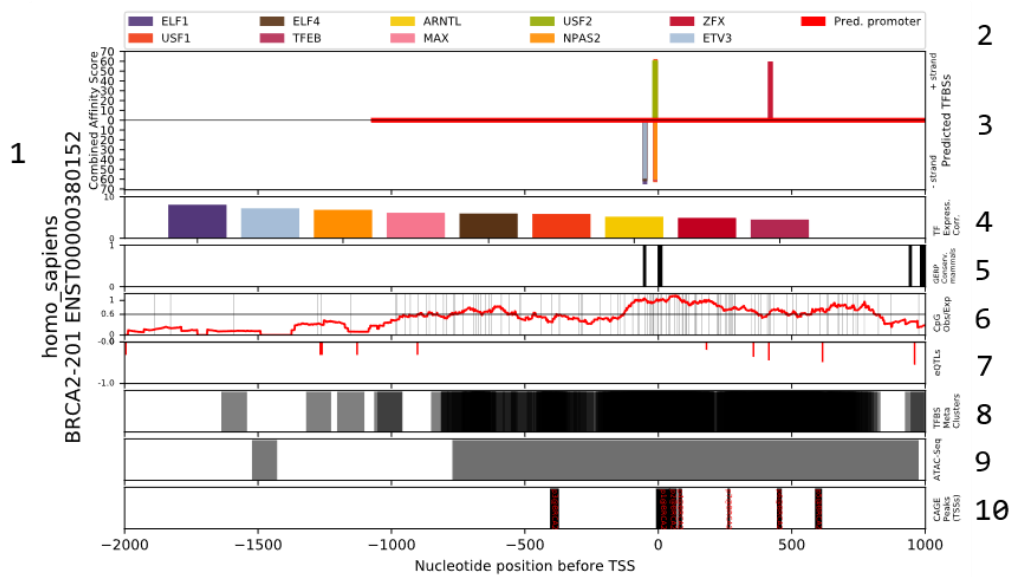 ELF1 ELF4 ARNTL USF2 ZFX Pred. promoter
USF1 TFEB MAX NPAS2 ETV3
2
70
60
50
40
30
20
10
0
10
20
30
40
50
60
70
Combined Affinity Score
+ strand
- strand
Predicted TFBSs
3
1
homo_sapiens
BRCA2-201 ENST00000380152
10
0
TF
Express.
Corr.
4
1
0
GERP
Conserv.
mammals
5
1
0.6
0
CpG
Obs/Exp
6
-0.0
-1.0
eQTLs
7
TFBS
Meta
Clusters
8
ATAC-Seq
9
CAGE
Peaks
(TSSs)
10
−2000 −1500 −1000 −500 0 500 1000
Nucleotide position before TSS